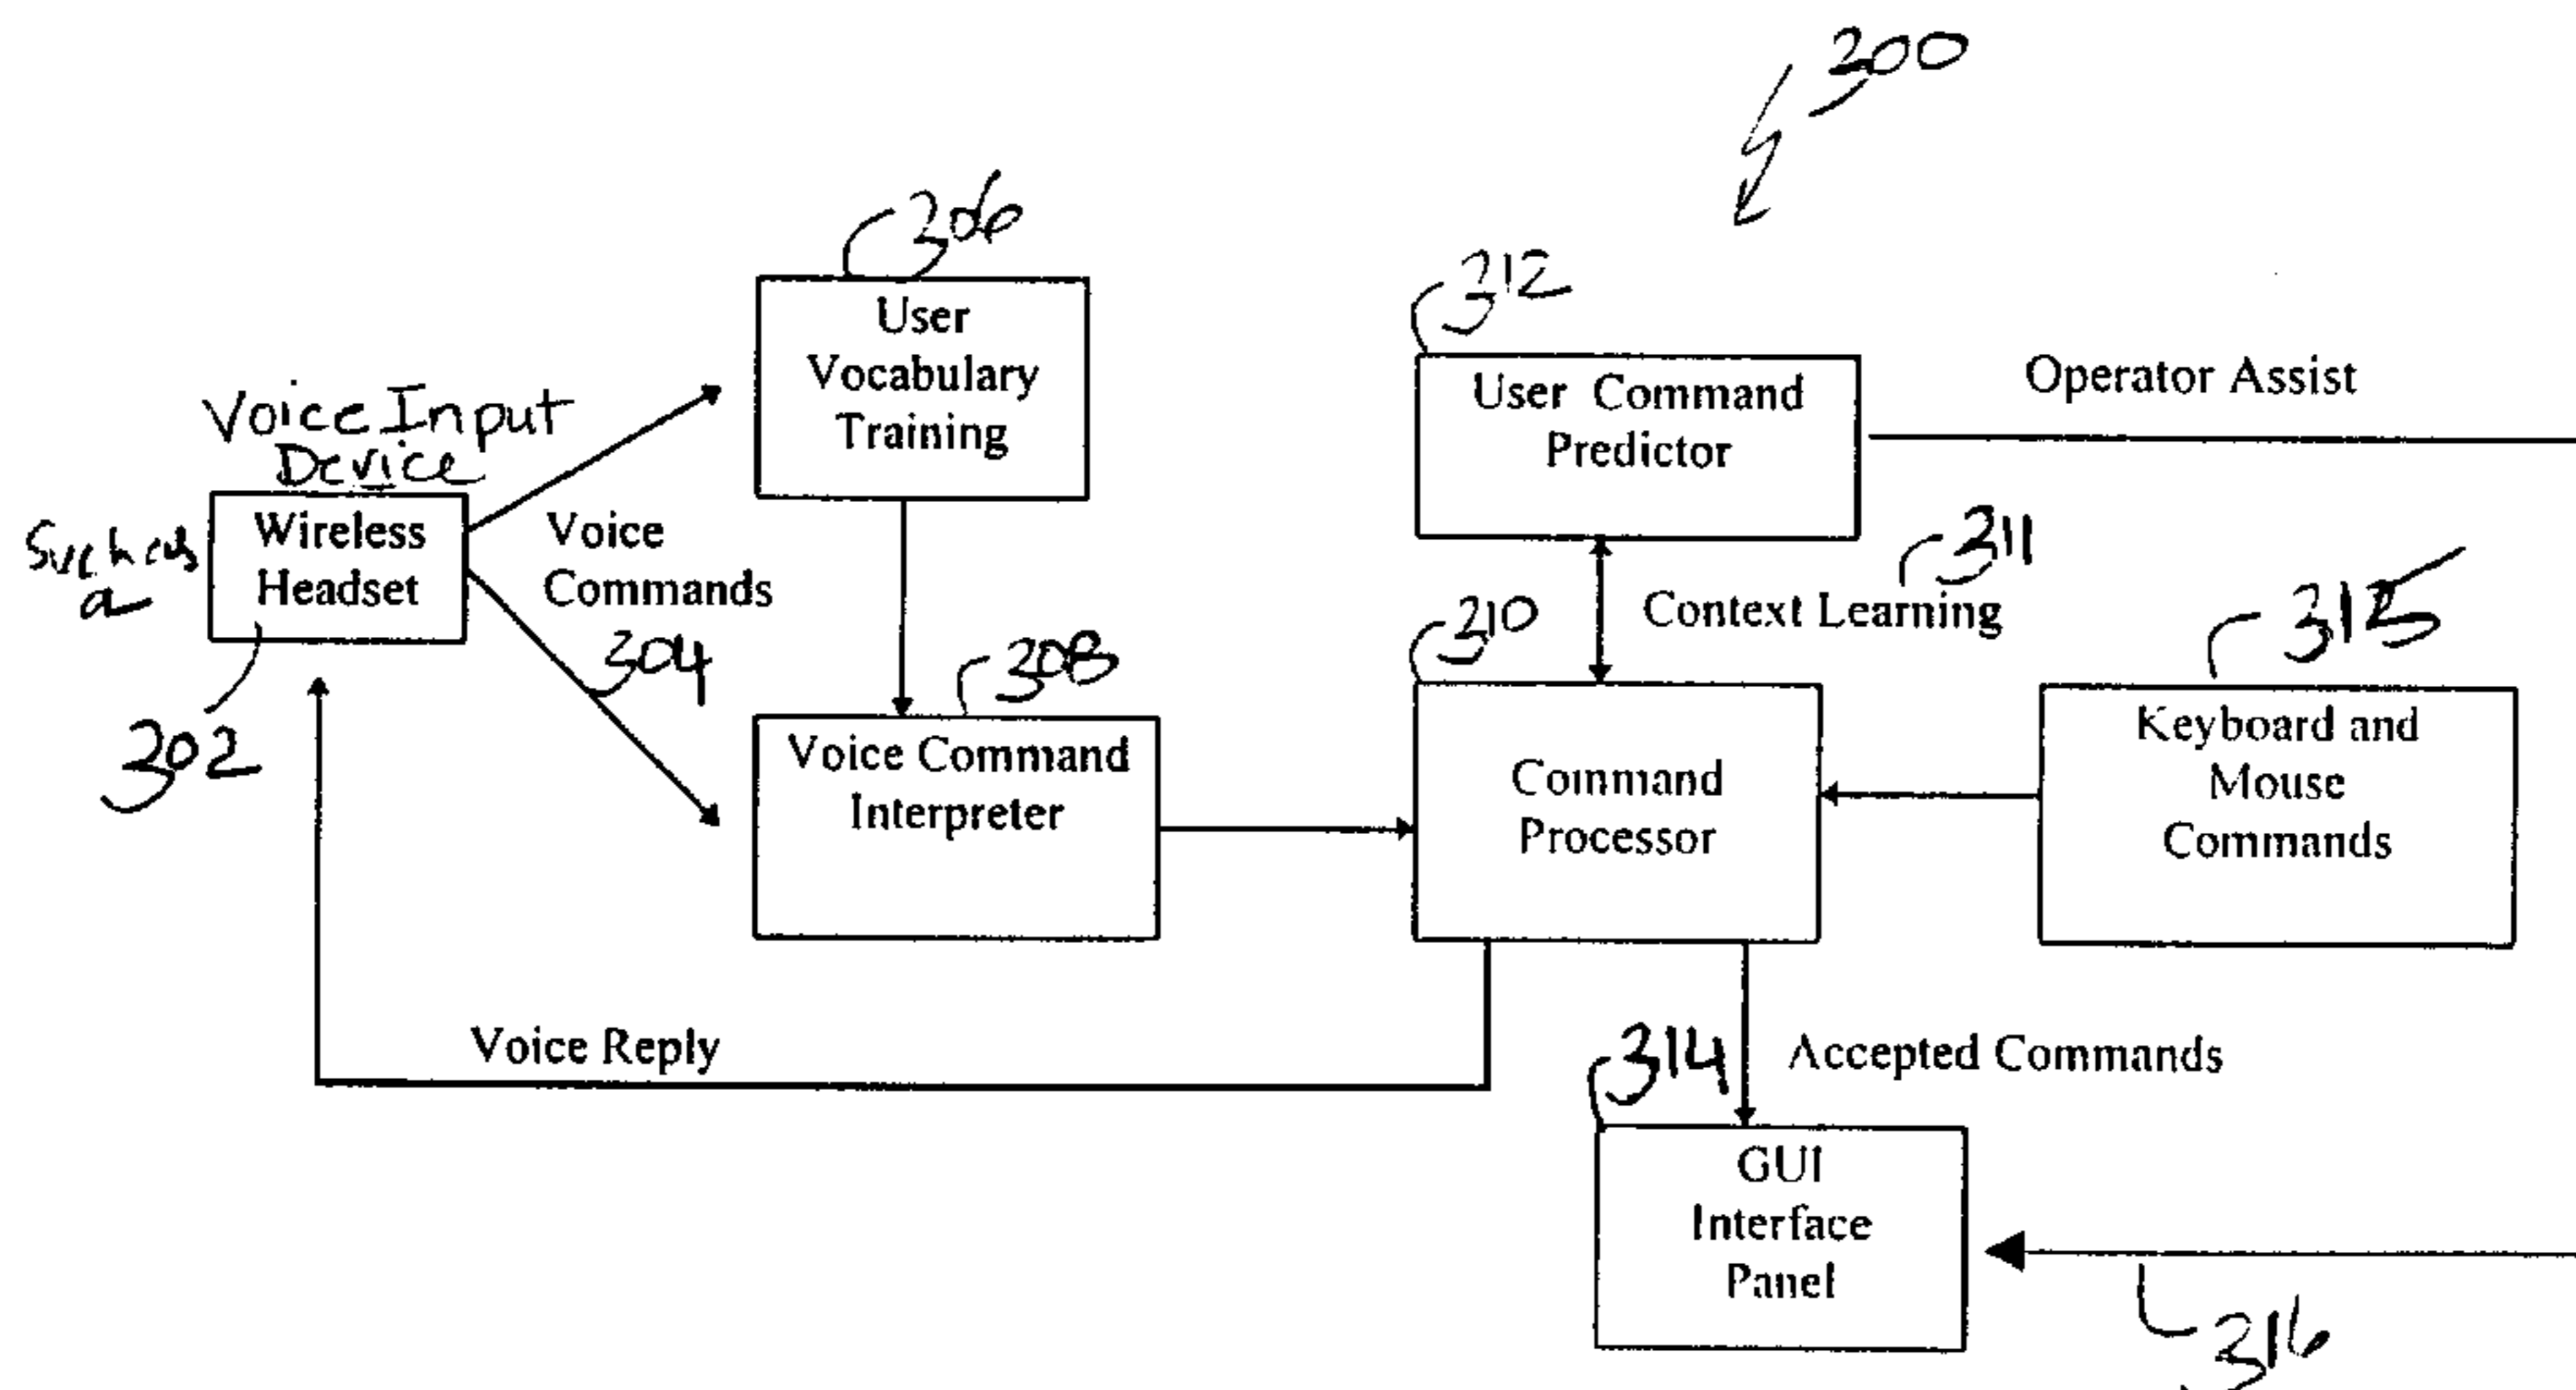 300
306
User
Vocabulary
Training
312
User Command
Predictor
Operator Assist
Voice Input
Device
Such as
a
Wireless
Headset
302
Voice
Commands
304
311
Context Learning
308
Voice Command
Interpreter
310
Command
Processor
315
Keyboard and
Mouse
Commands
Voice Reply
314
Accepted Commands
GUI
Interface
Panel
316